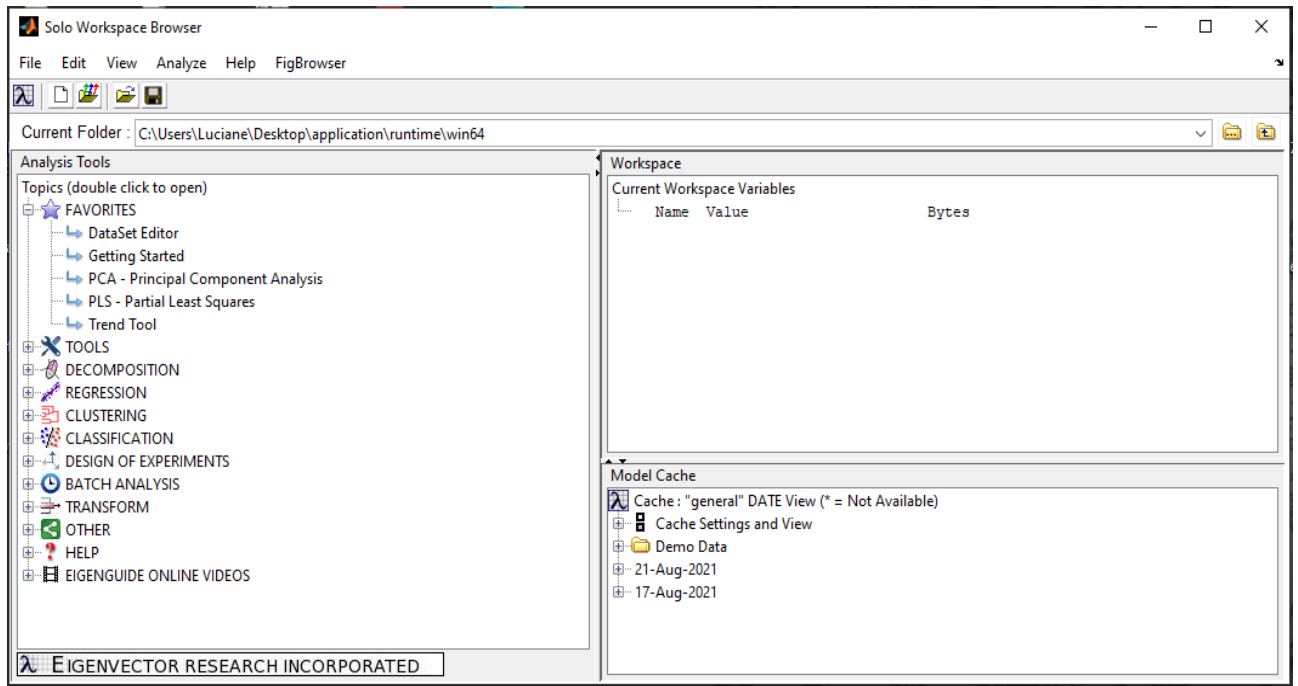 Solo Workspace Browser
File Edit View Analyze Help FigBrowser
Current Folder : C:\Users\Luciane\Desktop\application\runtime\win64
Analysis Tools
Topics (double click to open)
FAVORITES
DataSet Editor
Getting Started
PCA - Principal Component Analysis
PLS - Partial Least Squares
Trend Tool
TOOLS
DECOMPOSITION
REGRESSION
CLUSTERING
CLASSIFICATION
DESIGN OF EXPERIMENTS
BATCH ANALYSIS
TRANSFORM
OTHER
HELP
EIGENGUIDE ONLINE VIDEOS
λ EIGENVECTOR RESEARCH INCORPORATED
Workspace
Current Workspace Variables
Name Value Bytes
Model Cache
Cache : "general" DATE View (* = Not Available)
Cache Settings and View
Demo Data
21-Aug-2021
17-Aug-2021